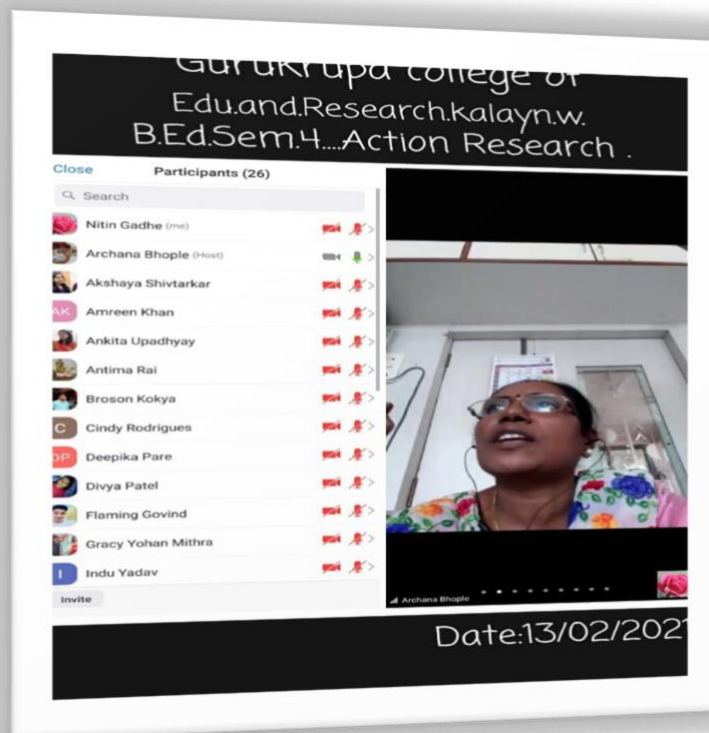 Gurukrupa college of
Edu.and.Research.kalayn.w.
B.Ed.Sem.4....Action Research .
Close
Participants (26)
Search
Nitin Gadhe (me)
Archana Bhople (Host)
Akshaya Shivtarkar
AK
Amreen Khan
Ankita Upadhyay
Antima Rai
Broson Kokya
C
Cindy Rodrigues
DP
Deepika Pare
Divya Patel
Flaming Govind
Gracy Yohan Mithra
I
Indu Yadav
Invite
Archana Bhople
Date:13/02/2021